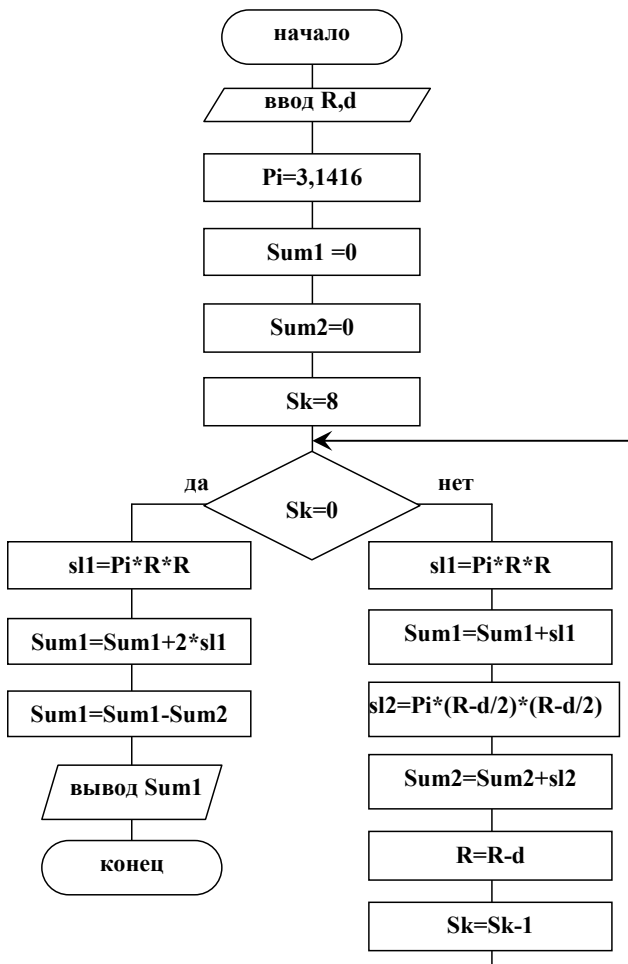 начало
ввод R,d
Pi=3,1416
Sum1 =0
Sum2=0
Sk=8
да
нет
Sk=0
sl1=Pi*R*R
Sum1=Sum1+2*sl1
Sum1=Sum1-Sum2
вывод Sum1
конец
sl1=Pi*R*R
Sum1=Sum1+sl1
sl2=Pi*(R-d/2)*(R-d/2)
Sum2=Sum2+sl2
R=R-d
Sk=Sk-1